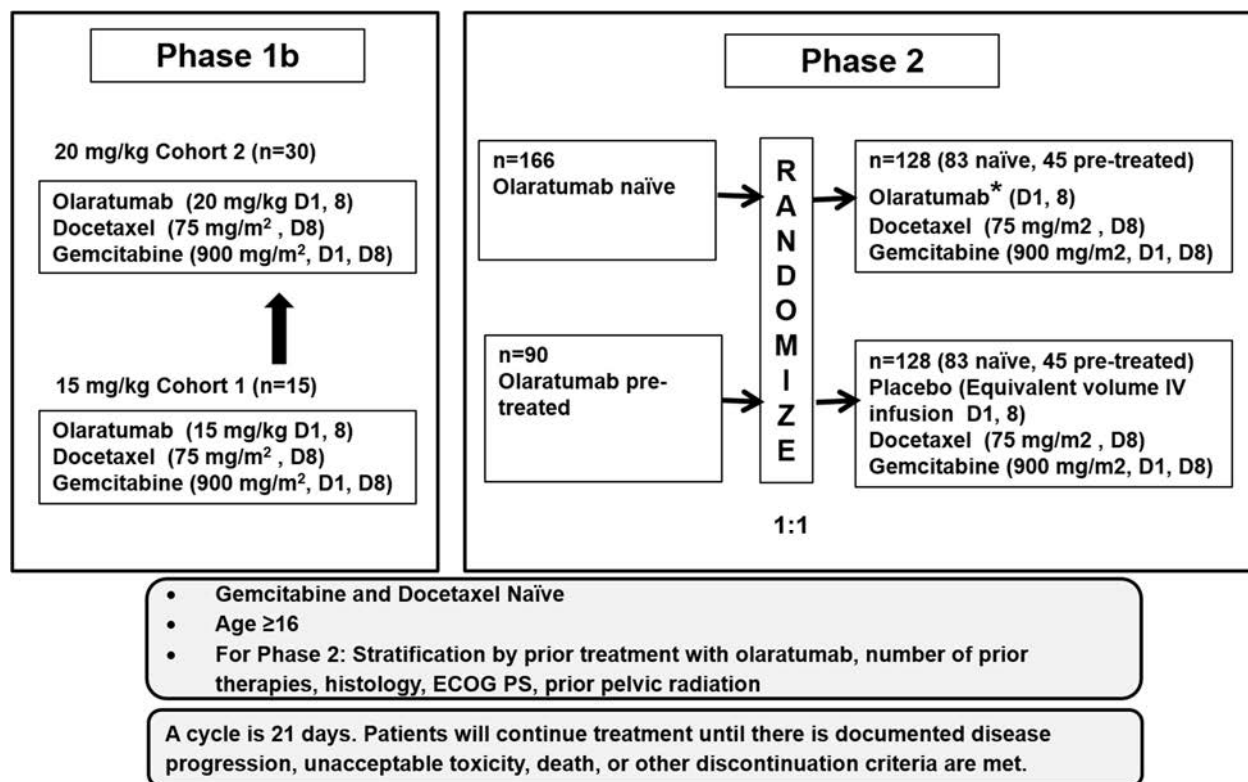 Phase 1b
20 mg/kg Cohort 2 (n=30)
Olaratumab (20 mg/kg D1, 8)
Docetaxel (75 mg/m² , D8)
Gemcitabine (900 mg/m², D1, D8)
15 mg/kg Cohort 1 (n=15)
Olaratumab (15 mg/kg D1, 8)
Docetaxel (75 mg/m² , D8)
Gemcitabine (900 mg/m², D1, D8)
Phase 2
n=166
Olaratumab naïve
n=90
Olaratumab pre-
treated
R
A
N
D
O
M
I
Z
E
1:1
n=128 (83 naïve, 45 pre-treated)
Olaratumab* (D1, 8)
Docetaxel (75 mg/m2 , D8)
Gemcitabine (900 mg/m2, D1, D8)
n=128 (83 naïve, 45 pre-treated)
Placebo (Equivalent volume IV
infusion D1, 8)
Docetaxel (75 mg/m2 , D8)
Gemcitabine (900 mg/m2, D1, D8)
• Gemcitabine and Docetaxel Naïve
• Age ≥16
• For Phase 2: Stratification by prior treatment with olaratumab, number of prior
therapies, histology, ECOG PS, prior pelvic radiation
A cycle is 21 days. Patients will continue treatment until there is documented disease
progression, unacceptable toxicity, death, or other discontinuation criteria are met.